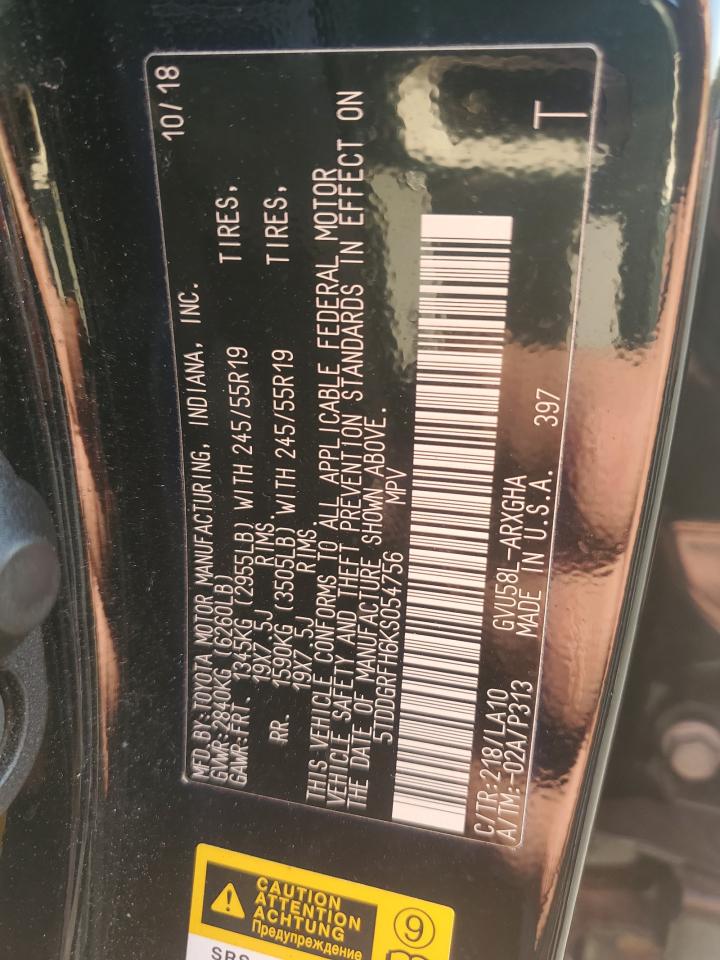 10/18
MFD. BY: TOYOTA MOTOR MANUFACTURING, INDIANA, INC.
GVWR:2840KG (6260LB)
GAWR:FRT. 1345KG (2955LB) WITH 245/55R19 TIRES,
19X7.5J RIMS,
RR. 1590KG (3505LB) WITH 245/55R19 TIRES,
19X7.5J RIMS.
THIS VEHICLE CONFORMS TO ALL APPLICABLE FEDERAL MOTOR
VEHICLE SAFETY AND THEFT PREVENTION STANDARDS IN EFFECT ON
THE DATE OF MANUFACTURE SHOWN ABOVE.
5TDDGRFH6KS054756 MPV
C/TR:218/LA10 GVU58L-ARXGHA
A/TM:-02A/P313 MADE IN U.S.A. 397
T
CAUTION
ATTENTION
ACHTUNG
Предупреждение
9
SRS